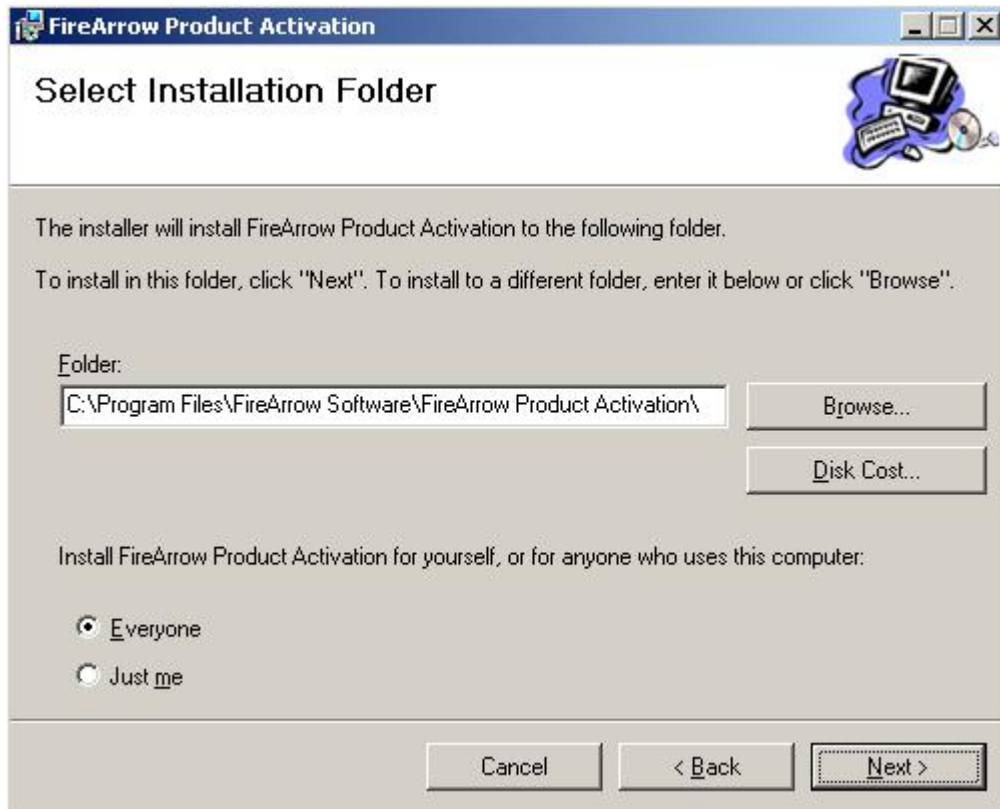 FireArrow Product Activation
Select Installation Folder
The installer will install FireArrow Product Activation to the following folder.
To install in this folder, click "Next". To install to a different folder, enter it below or click "Browse".
Folder:
C:\Program Files\FireArrow Software\FireArrow Product Activation\
Browse...
Disk Cost...
Install FireArrow Product Activation for yourself, or for anyone who uses this computer:
Everyone
Just me
Cancel
< Back
Next >